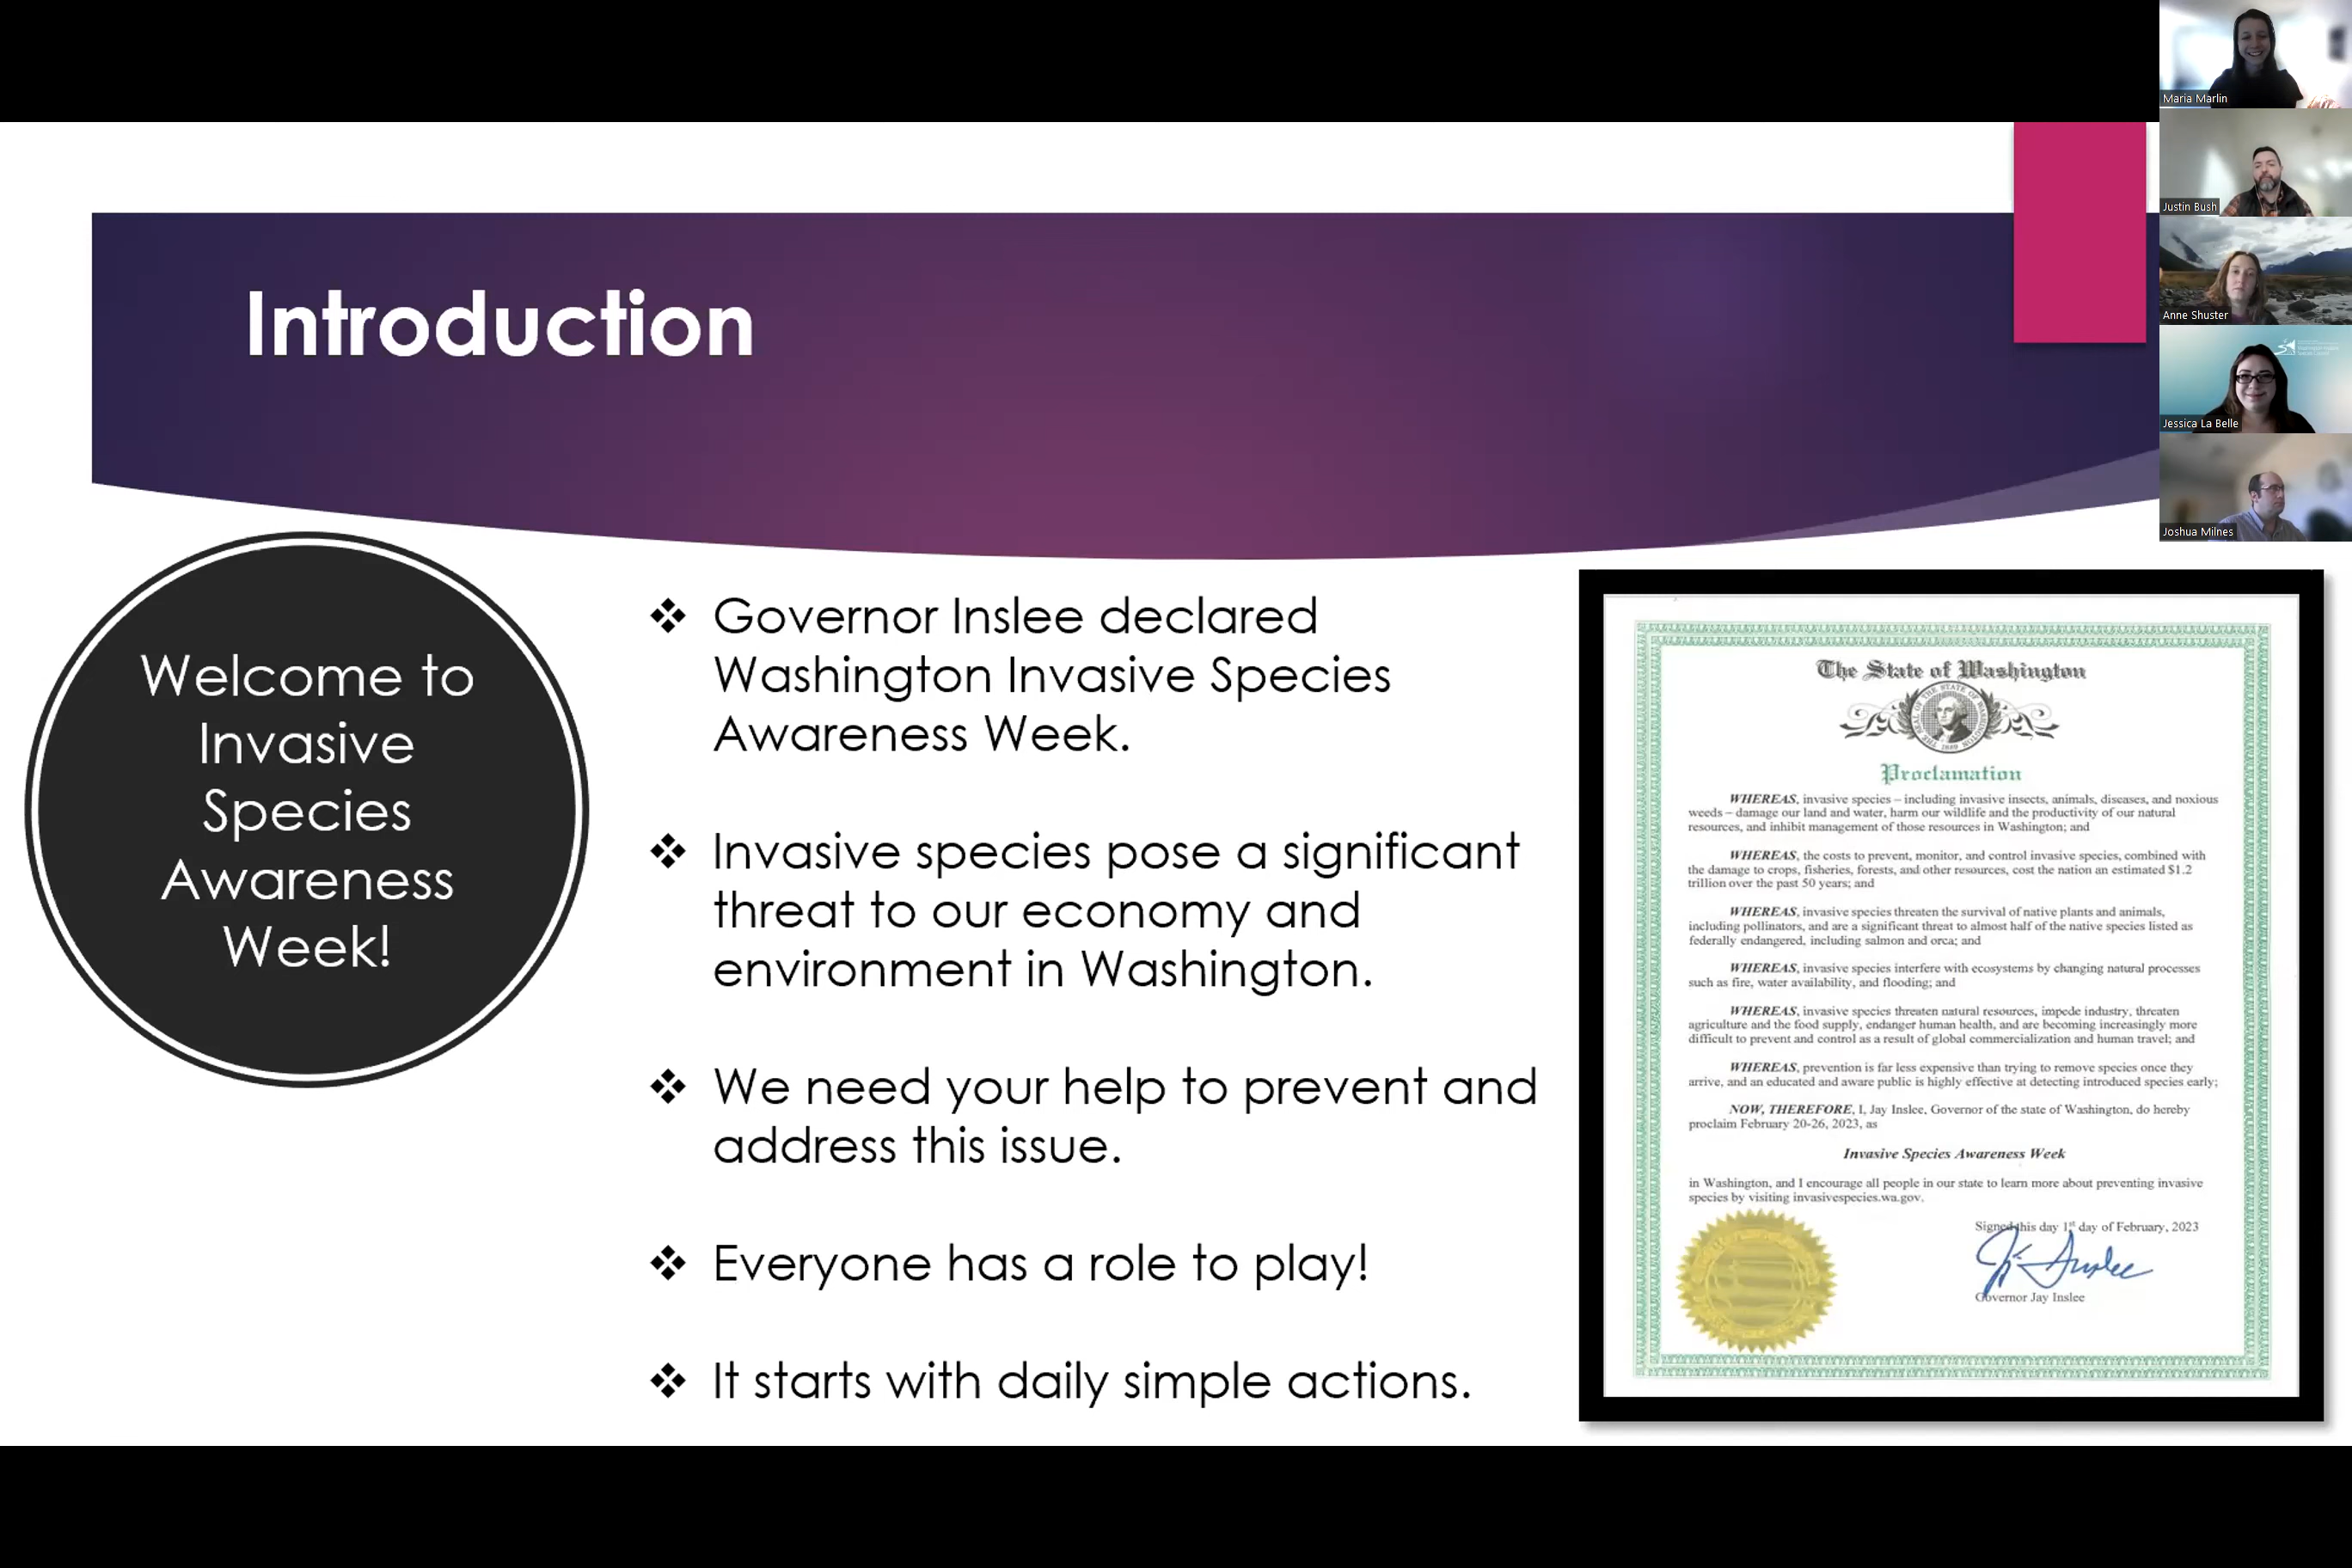 Introduction
Welcome to
Invasive
Species
Awareness
Week!
❖ Governor Inslee declared
Washington Invasive Species
Awareness Week.
❖ Invasive species pose a significant
threat to our economy and
environment in Washington.
❖ We need your help to prevent and
address this issue.
❖ Everyone has a role to play!
❖ It starts with daily simple actions.
The State of Washington
THE SEAL OF THE STATE OF WASHINGTON
1889
Proclamation
WHEREAS, invasive species – including invasive insects, animals, diseases, and noxious
weeds – damage our land and water, harm our wildlife and the productivity of our natural
resources, and inhibit management of those resources in Washington; and
WHEREAS, the costs to prevent, monitor, and control invasive species, combined with
the damage to crops, fisheries, forests, and other resources, cost the nation an estimated $1.2
trillion over the past 50 years; and
WHEREAS, invasive species threaten the survival of native plants and animals,
including pollinators, and are a significant threat to almost half of the native species listed as
federally endangered, including salmon and orca; and
WHEREAS, invasive species interfere with ecosystems by changing natural processes
such as fire, water availability, and flooding; and
WHEREAS, invasive species threaten natural resources, impede industry, threaten
agriculture and the food supply, endanger human health, and are becoming increasingly more
difficult to prevent and control as a result of global commercialization and human travel; and
WHEREAS, prevention is far less expensive than trying to remove species once they
arrive, and an educated and aware public is highly effective at detecting introduced species early;
NOW, THEREFORE, I, Jay Inslee, Governor of the state of Washington, do hereby
proclaim February 20-26, 2023, as
Invasive Species Awareness Week
in Washington, and I encourage all people in our state to learn more about preventing invasive
species by visiting invasivespecies.wa.gov.
Signed this day 1st day of February, 2023
Jay Inslee
Governor Jay Inslee
Maria Marlin
Justin Bush
Anne Shuster
Jessica La Belle
Joshua Milnes